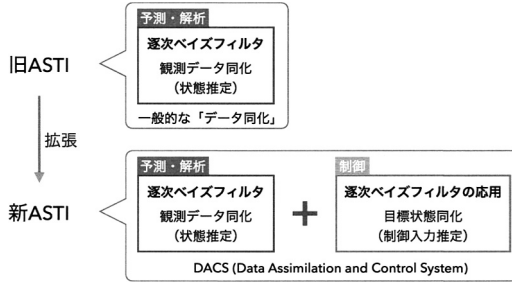 予測・解析
逐次ベイズフィルタ
旧ASTI
観測データ同化
（状態推定）
一般的な「データ同化」
拡張
予測・解析
制御
逐次ベイズフィルタ
逐次ベイズフィルタの応用
新ASTI
観測データ同化
目標状態同化
（状態推定）
（制御入力推定）
+
DACS (Data Assimilation and Control System)